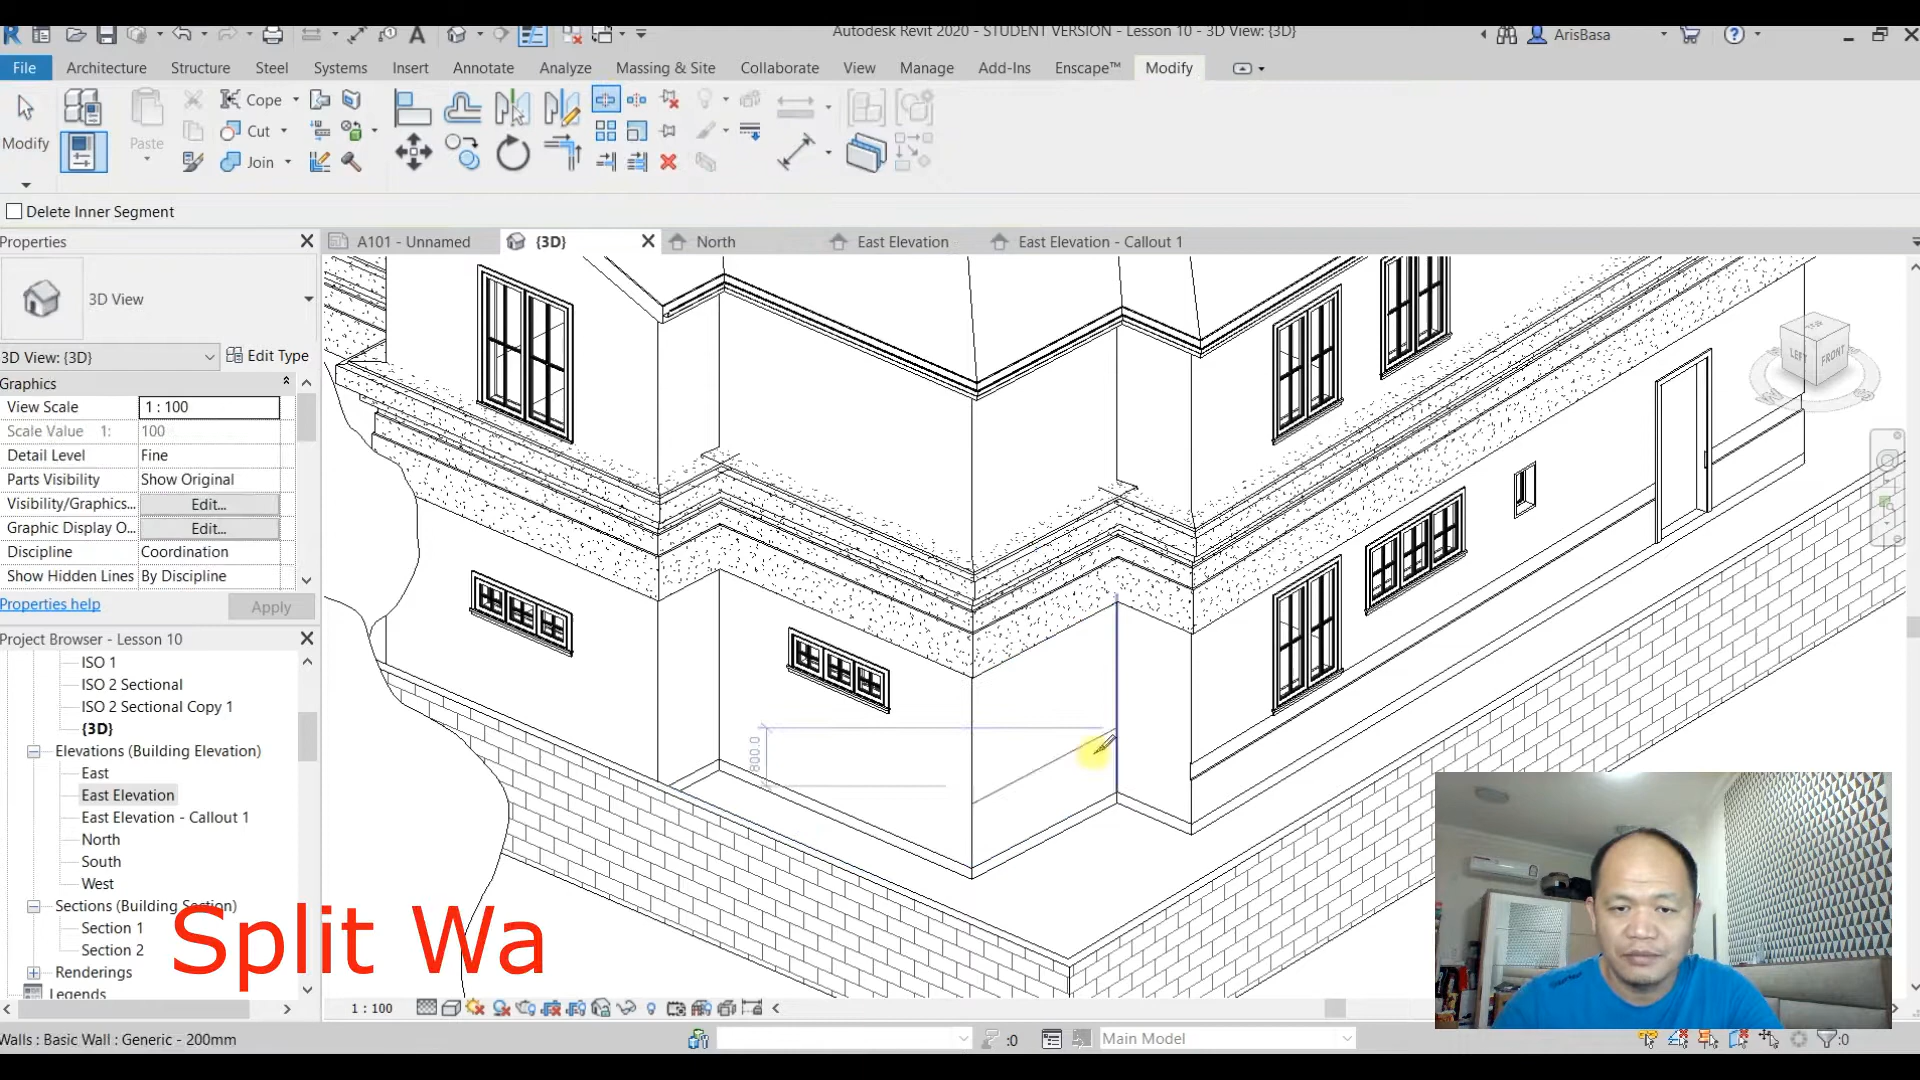 Autodesk Revit 2020 - STUDENT VERSION - Lesson 10 - 3D View: {3D}
ArisBasa
File Architecture Structure Steel Systems Insert Annotate Analyze Massing & Site Collaborate View Manage Add-Ins Enscape™ Modify
Modify
Paste
Cope
Cut
Join
Delete Inner Segment
Properties
A101 - Unnamed
{3D}
North
East Elevation
East Elevation - Callout 1
3D View
3D View: {3D}
Edit Type
Graphics
View Scale 1 : 100
Scale Value 1: 100
Detail Level Fine
Parts Visibility Show Original
Visibility/Graphics... Edit...
Graphic Display O... Edit...
Discipline Coordination
Show Hidden Lines By Discipline
Properties help
Apply
Project Browser - Lesson 10
ISO 1
ISO 2 Sectional
ISO 2 Sectional Copy 1
{3D}
Elevations (Building Elevation)
East
East Elevation
East Elevation - Callout 1
North
South
West
Sections (Building Section)
Section 1
Section 2
Renderings
Legends
800.0
TOP
LEFT
FRONT
Split Wa
1 : 100
Walls : Basic Wall : Generic - 200mm
:0
Main Model
:0